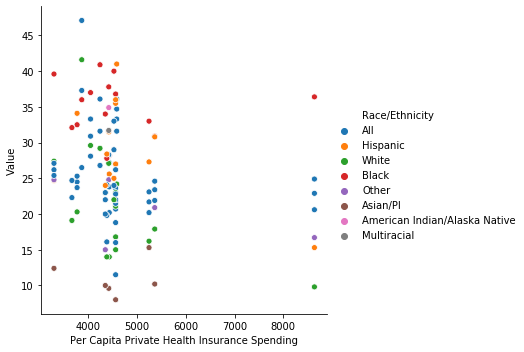 45
40
35
30
25
20
15
10
Value
4000 5000 6000 7000 8000
Per Capita Private Health Insurance Spending
Race/Ethnicity
All
Hispanic
White
Black
Other
Asian/PI
American Indian/Alaska Native
Multiracial